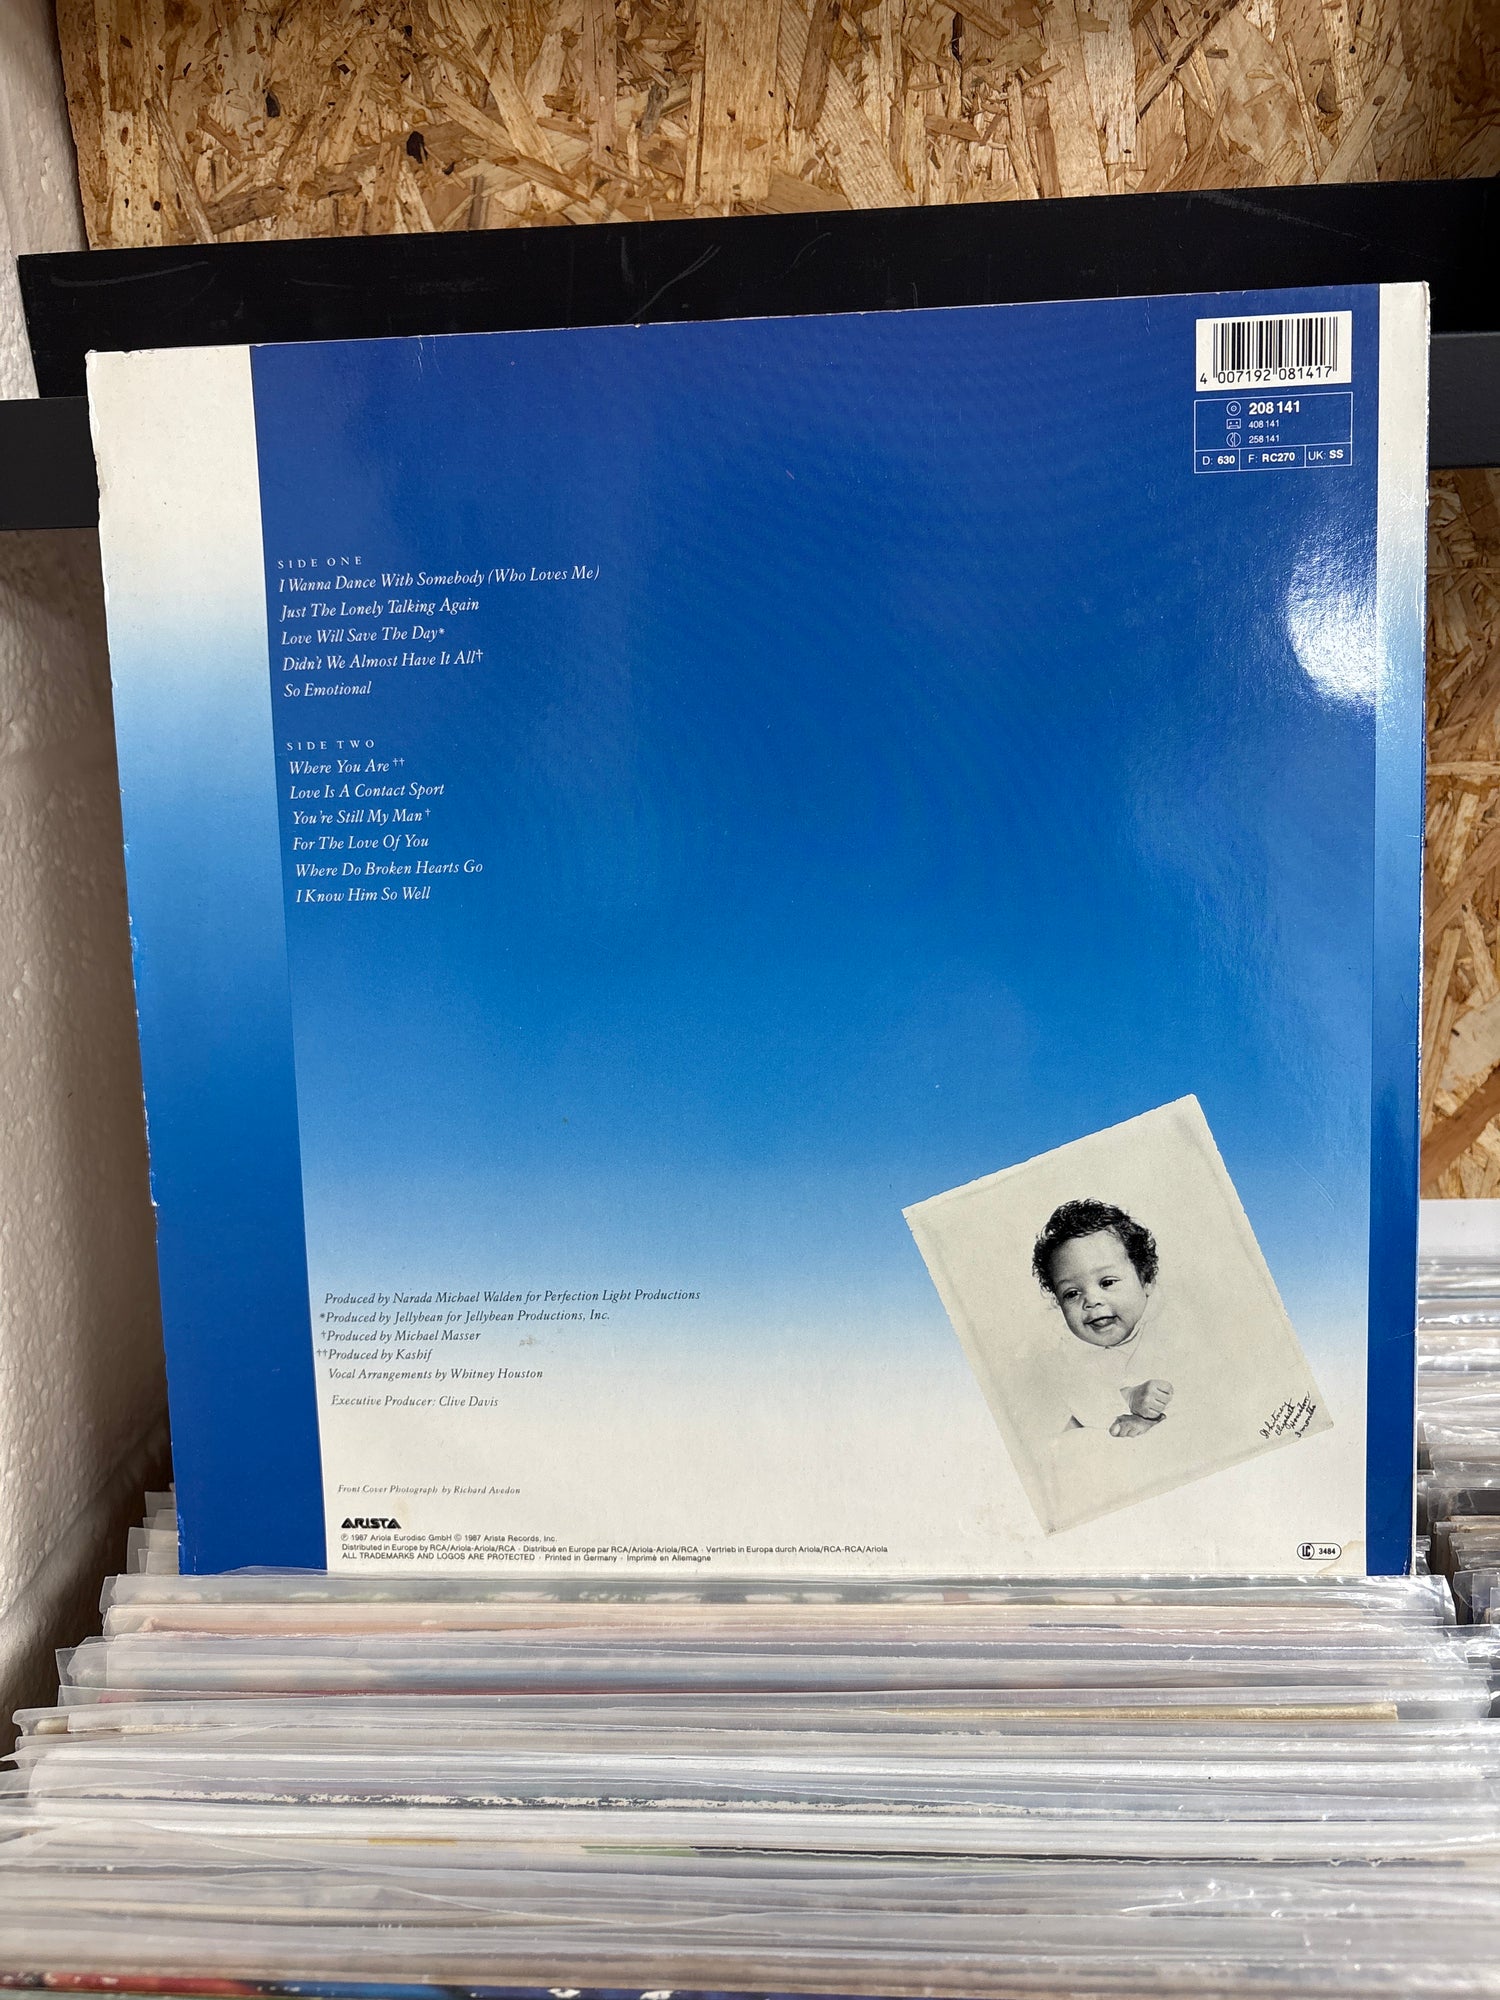 4 007192 081417
208 141
408 141
258 141
D: 630 F: RC270 UK: SS
SIDE ONE
I Wanna Dance With Somebody (Who Loves Me)
Just The Lonely Talking Again
Love Will Save The Day*
Didn't We Almost Have It All†
So Emotional
SIDE TWO
Where You Are ††
Love Is A Contact Sport
You're Still My Man †
For The Love Of You
Where Do Broken Hearts Go
I Know Him So Well
Produced by Narada Michael Walden for Perfection Light Productions
*Produced by Jellybean for Jellybean Productions, Inc.
†Produced by Michael Masser
††Produced by Kashif
Vocal Arrangements by Whitney Houston
Executive Producer: Clive Davis
Whitney
Elizabeth
Houston
3 months
Front Cover Photograph by Richard Avedon
ARISTA
℗ 1987 Ariola Eurodisc GmbH © 1987 Arista Records, Inc.
Distributed in Europe by RCA/Ariola-Ariola/RCA · Distribué en Europe par RCA/Ariola-Ariola/RCA · Vertrieb in Europa durch Ariola/RCA-RCA/Ariola
ALL TRADEMARKS AND LOGOS ARE PROTECTED · Printed in Germany · Imprimé en Allemagne
LC 3484